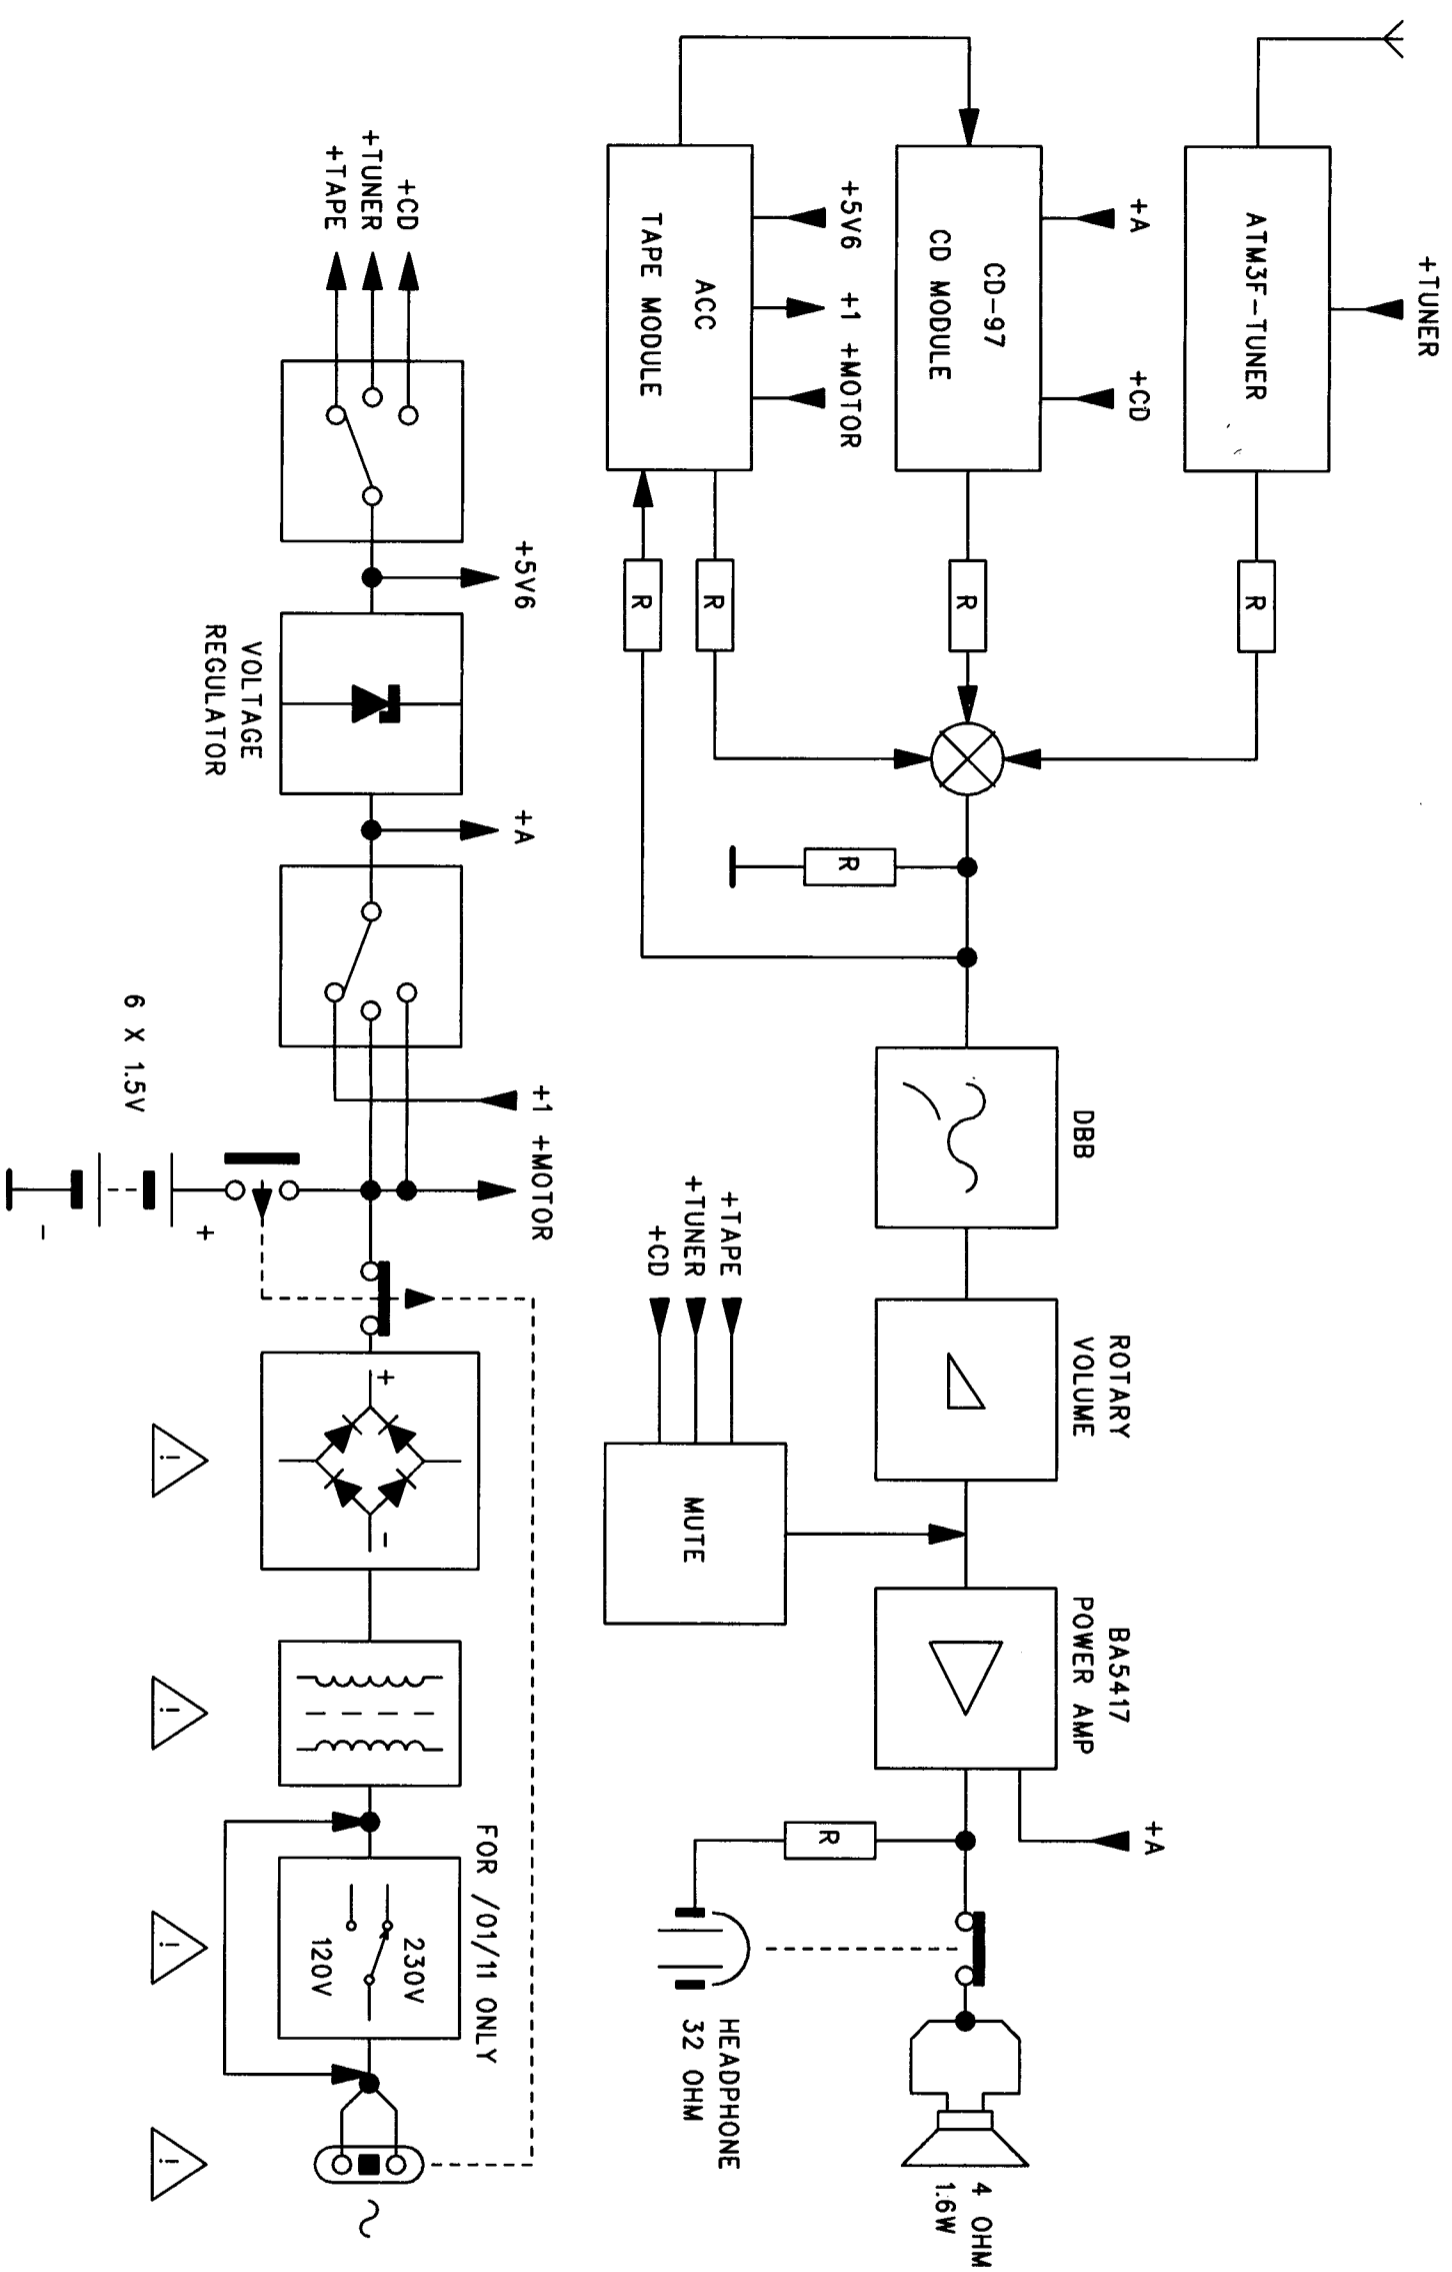 +TUNER
ATM3F-TUNER
R
+A
+CD
CD-97
CD MODULE
R
+5V6
+1
+MOTOR
ACC
TAPE MODULE
R
R
R
DBB
ROTARY
VOLUME
BA5417
POWER AMP
+A
+TAPE
+TUNER
+CD
MUTE
R
HEADPHONE
32 OHM
4 OHM
1.6W
+CD
+TUNER
+TAPE
+5V6
VOLTAGE
REGULATOR
+A
+1
+MOTOR
6 X 1.5V
+
-
+
-
FOR /01/11 ONLY
230V
120V
~
!
!
!
!